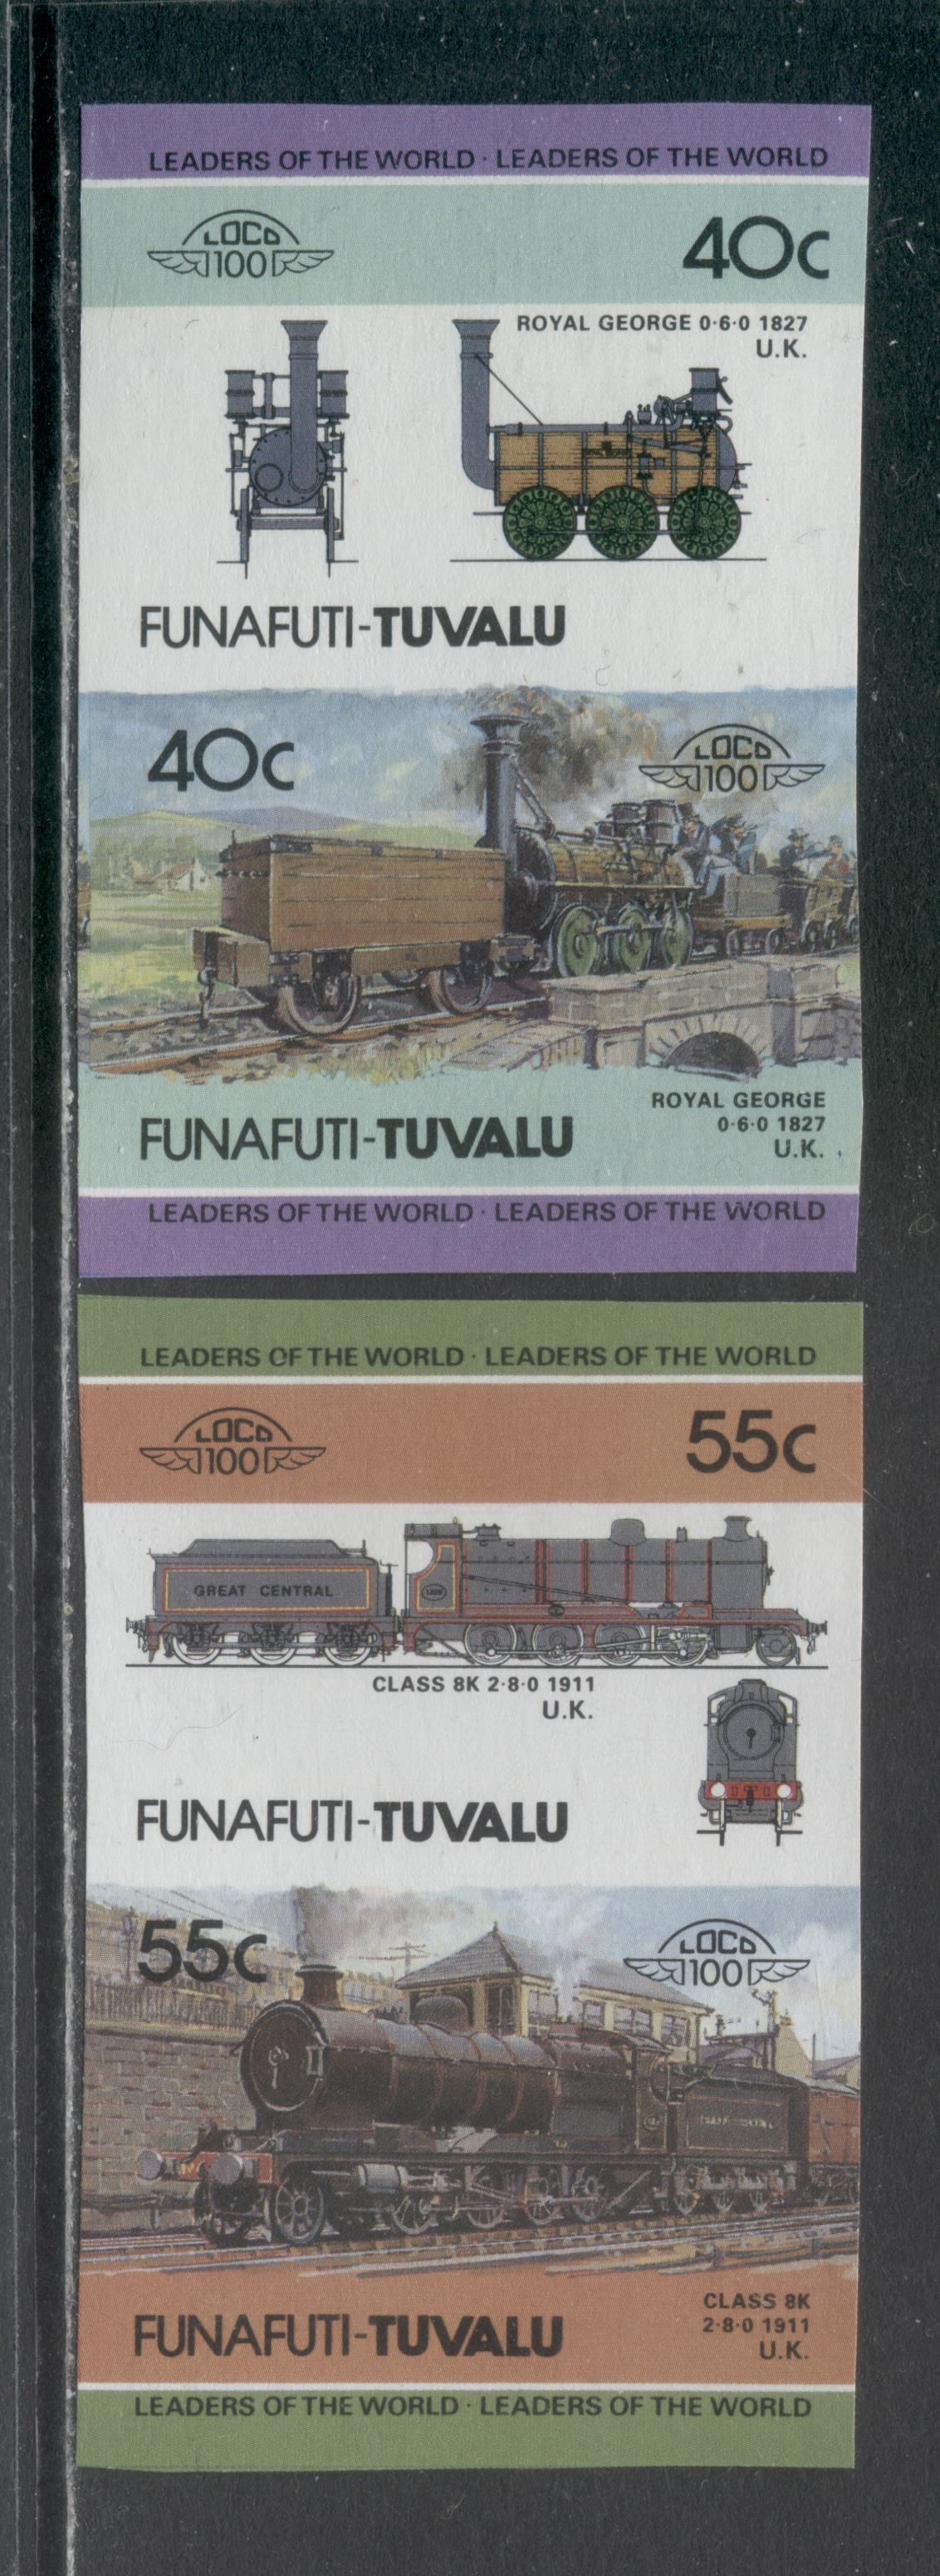 LEADERS OF THE WORLD · LEADERS OF THE WORLD
LOCO
100
40c
ROYAL GEORGE 0·6·0 1827
U.K.
FUNAFUTI-TUVALU
40c
LOCO
100
ROYAL GEORGE
0·6·0 1827
U.K.
FUNAFUTI-TUVALU
LEADERS OF THE WORLD · LEADERS OF THE WORLD
LEADERS OF THE WORLD · LEADERS OF THE WORLD
LOCO
100
55c
GREAT CENTRAL
CLASS 8K 2·8·0 1911
U.K.
FUNAFUTI-TUVALU
55c
LOCO
100
CLASS 8K
2·8·0 1911
U.K.
FUNAFUTI-TUVALU
LEADERS OF THE WORLD · LEADERS OF THE WORLD